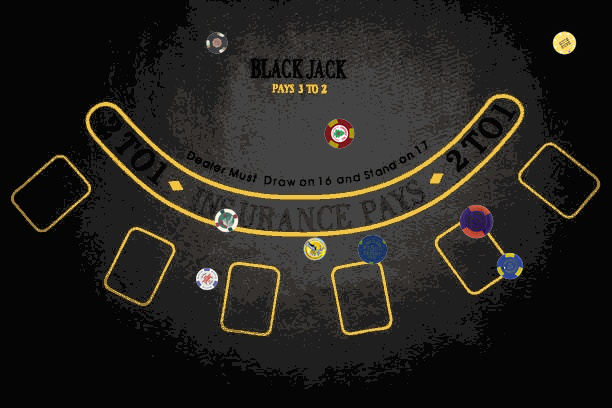 BLACK JACK
PAYS 3 TO 2
Dealer Must Draw on 16 and Stand on 17
2 TO 1
INSURANCE PAYS
2 TO 1